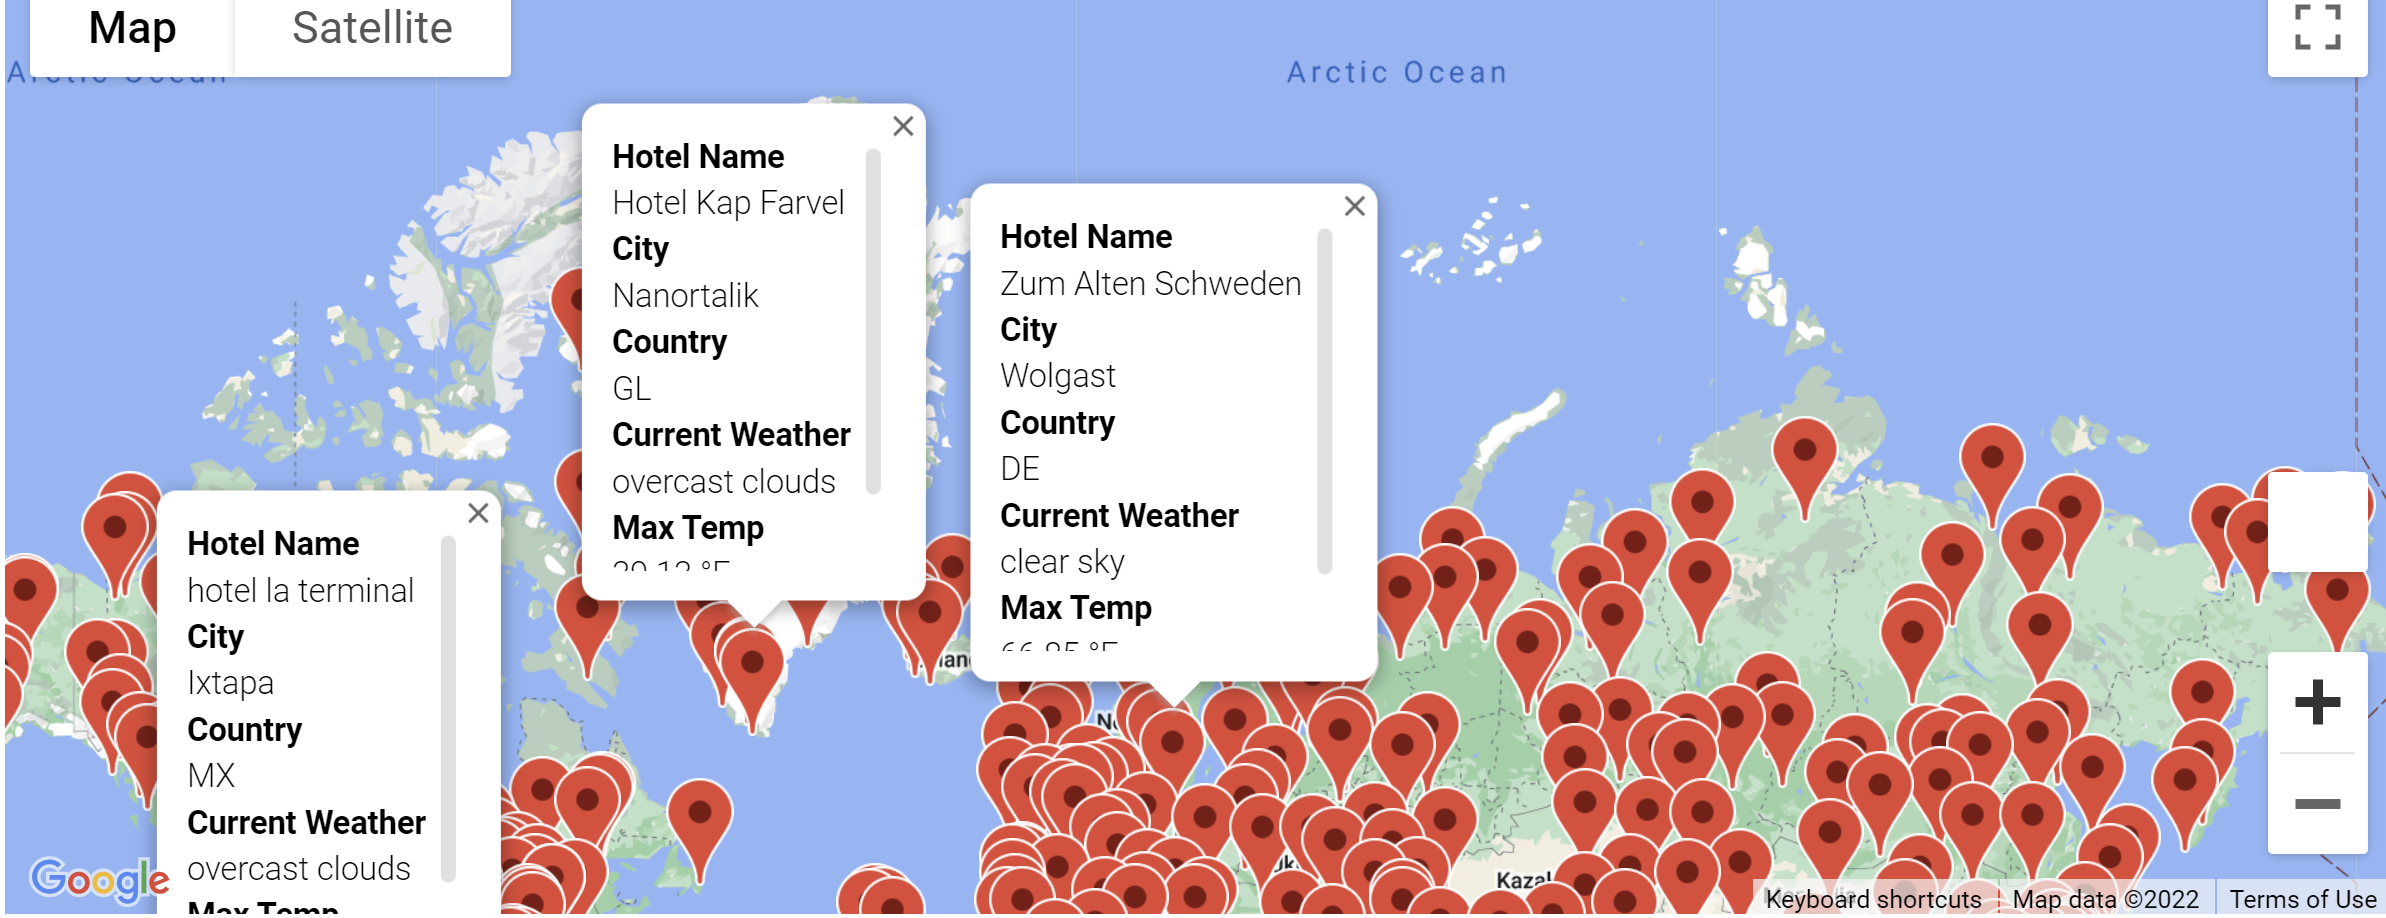 Map
Satellite
Arctic Ocean
Arctic Ocean
Hotel Name
Hotel Kap Farvel
City
Nanortalik
Country
GL
Current Weather
overcast clouds
Max Temp
Hotel Name
Zum Alten Schweden
City
Wolgast
Country
DE
Current Weather
clear sky
Max Temp
Hotel Name
hotel la terminal
City
Ixtapa
Country
MX
Current Weather
overcast clouds
Max Temp
Google
Keyboard shortcuts
Map data ©2022
Terms of Use